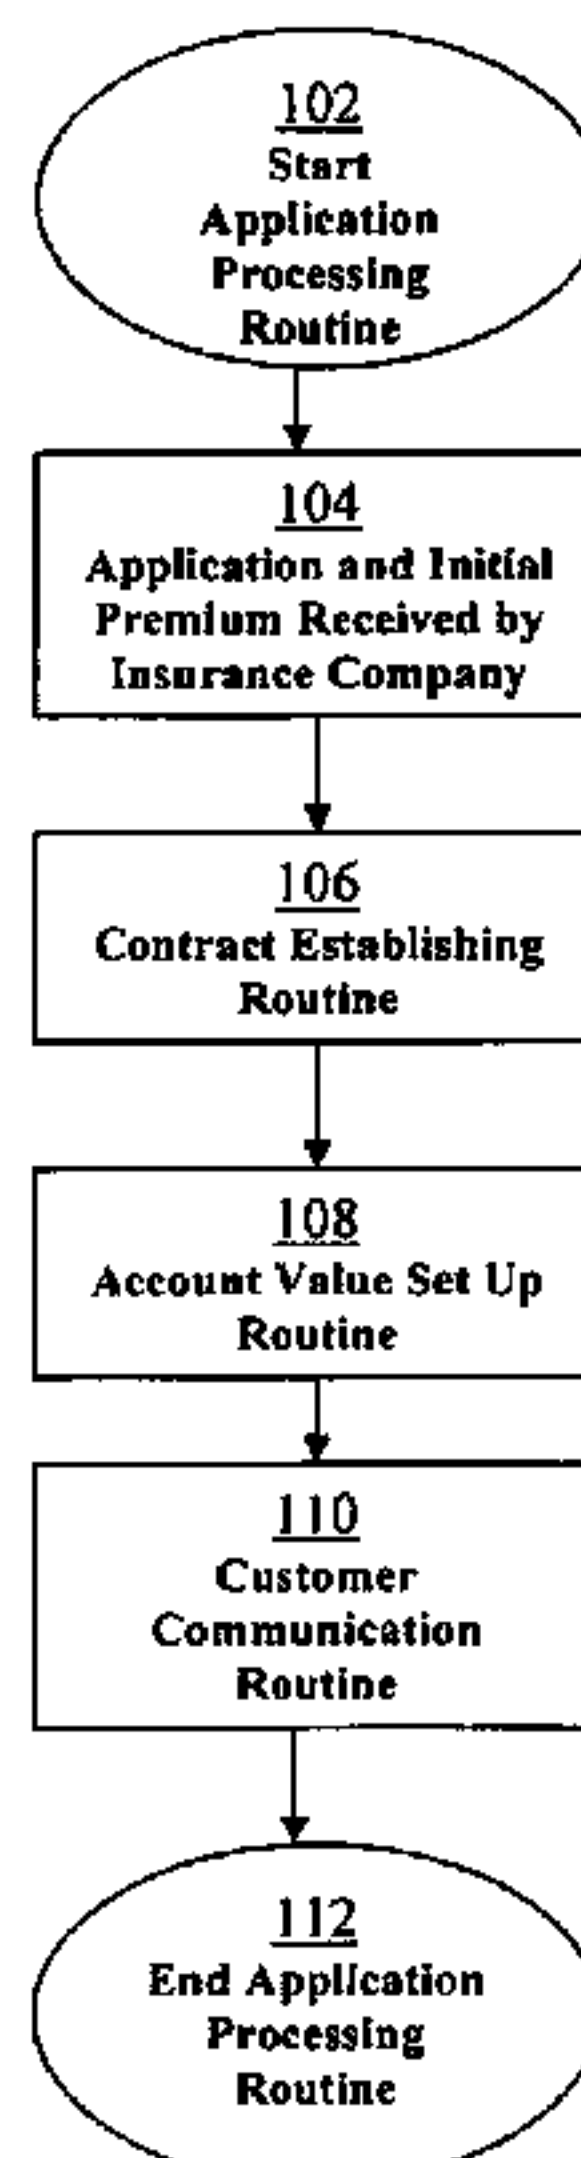 102
Start
Application
Processing
Routine
104
Application and Initial
Premium Received by
Insurance Company
106
Contract Establishing
Routine
108
Account Value Set Up
Routine
110
Customer
Communication
Routine
112
End Application
Processing
Routine